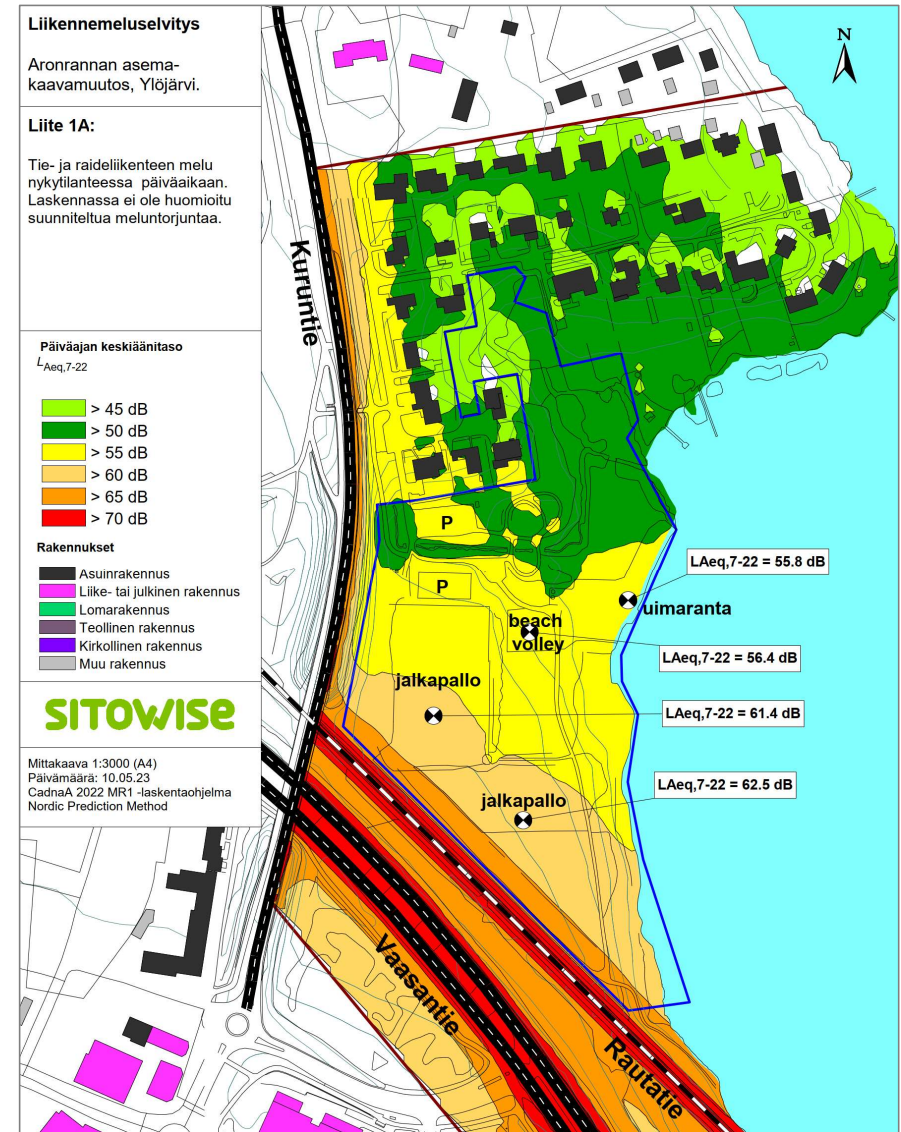 Liikennemeluselvitys
Aronrannan asema-
kaavamuutos, Ylöjärvi.
Liite 1A:
Tie- ja raideliikenteen melu
nykytilanteessa päiväaikaan.
Laskennassa ei ole huomioitu
suunniteltua meluntorjuntaa.
Päiväajan keskiäänitaso
LAeq,7-22
> 45 dB
> 50 dB
> 55 dB
> 60 dB
> 65 dB
> 70 dB
Rakennukset
Asuinrakennus
Liike- tai julkinen rakennus
Lomarakennus
Teollinen rakennus
Kirkollinen rakennus
Muu rakennus
SITOWISE
Mittakaava 1:3000 (A4)
Päivämäärä: 10.05.23
CadnaA 2022 MR1 -laskentaohjelma
Nordic Prediction Method
N
Kuruntie
P
P
LAeq,7-22 = 55.8 dB
uimaranta
beach
volley
LAeq,7-22 = 56.4 dB
jalkapallo
LAeq,7-22 = 61.4 dB
LAeq,7-22 = 62.5 dB
jalkapallo
Vaasantie
Rautatie